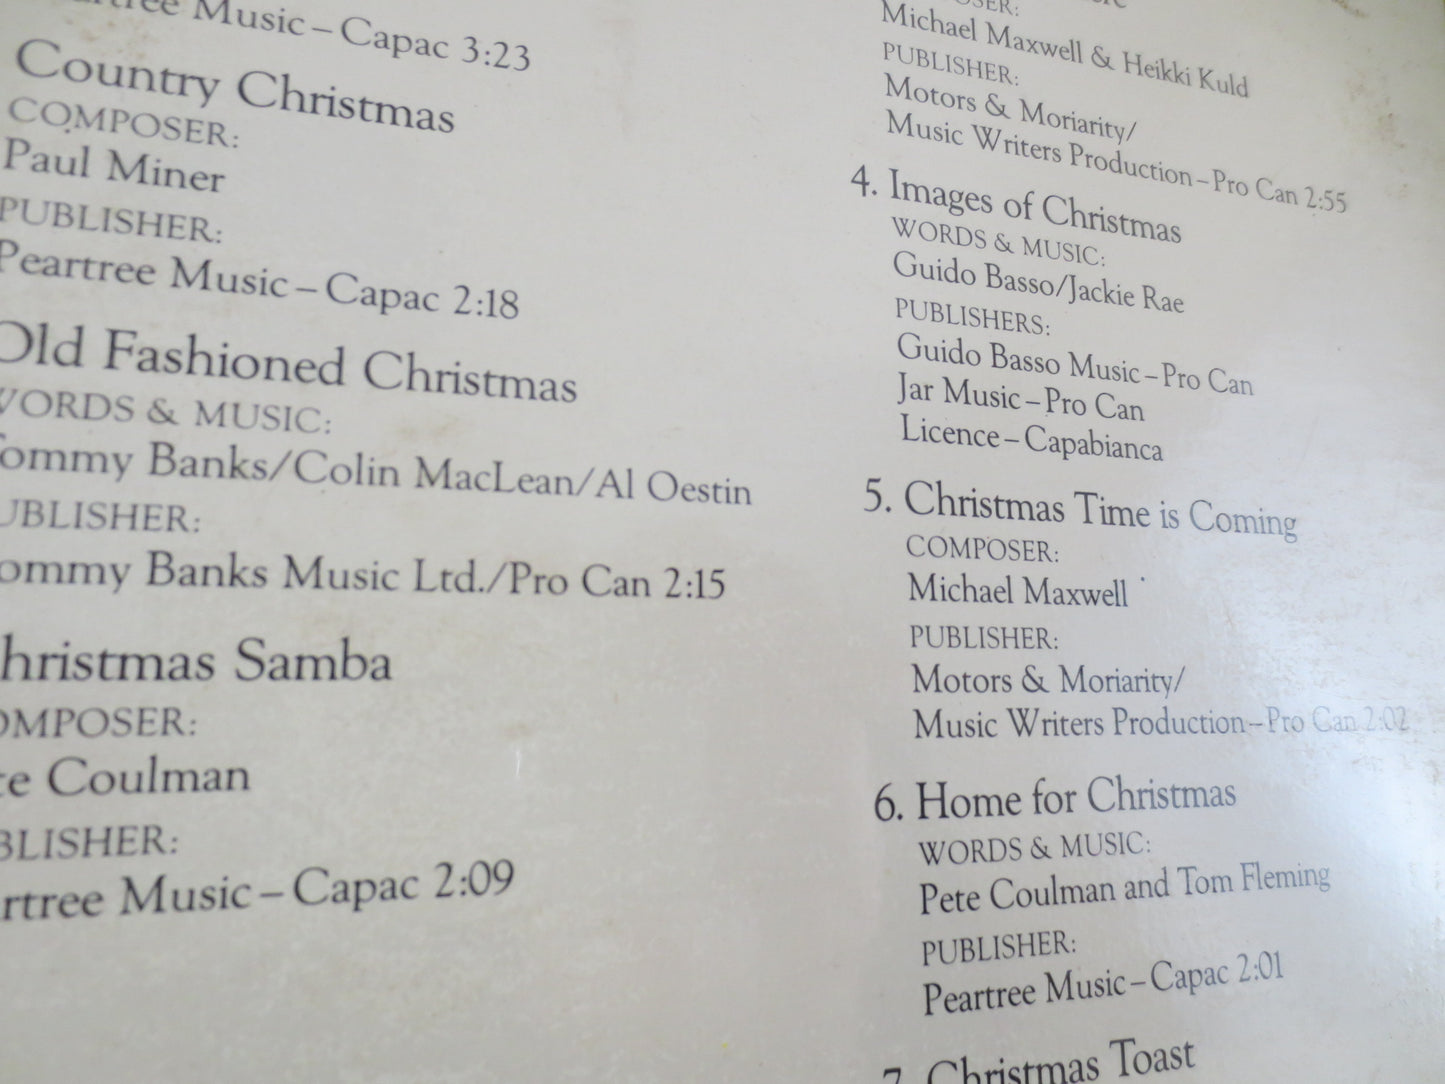 Music – Capac 3:23
Country Christmas
COMPOSER:
Paul Miner
PUBLISHER:
Peartree Music – Capac 2:18
Old Fashioned Christmas
WORDS & MUSIC:
Tommy Banks/Colin MacLean/Al Oestin
PUBLISHER:
Tommy Banks Music Ltd./Pro Can 2:15
Christmas Samba
COMPOSER:
Pete Coulman
PUBLISHER:
Peartree Music – Capac 2:09
Michael Maxwell & Heikki Kuld
PUBLISHER:
Motors & Moriarity/
Music Writers Production – Pro Can 2:55
4. Images of Christmas
WORDS & MUSIC:
Guido Basso/Jackie Rae
PUBLISHERS:
Guido Basso Music – Pro Can
Jar Music – Pro Can
Licence – Capabianca
5. Christmas Time is Coming
COMPOSER:
Michael Maxwell
PUBLISHER:
Motors & Moriarity/
Music Writers Production – Pro Can 2:02
6. Home for Christmas
WORDS & MUSIC:
Pete Coulman and Tom Fleming
PUBLISHER:
Peartree Music – Capac 2:01
7. Christmas Toast